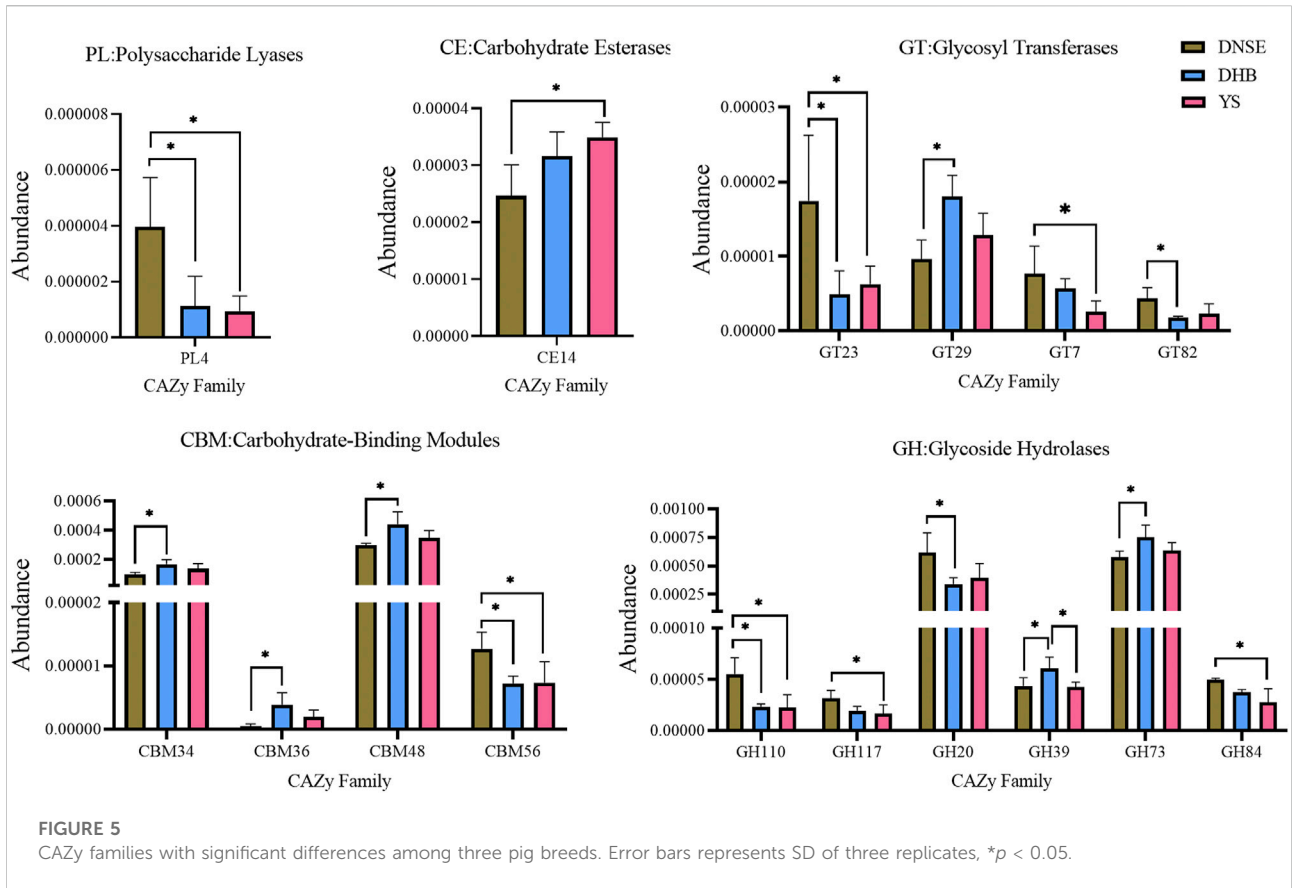 PL:Polysaccharide Lyases
Abundance
0.000008
0.000006
0.000004
0.000002
0.000000
*
*
PL4
CAZy Family
CE:Carbohydrate Esterases
Abundance
0.00004
0.00003
0.00002
0.00001
0.00000
*
CE14
CAZy Family
GT:Glycosyl Transferases
Abundance
0.00003
0.00002
0.00001
0.00000
*
*
*
*
*
GT23 GT29 GT7 GT82
CAZy Family
DNSE
DHB
YS
CBM:Carbohydrate-Binding Modules
Abundance
0.0006
0.0004
0.0002
0.00002
0.00001
0.000000
*
*
*
*
*
CBM34 CBM36 CBM48 CBM56
CAZy Family
GH:Glycoside Hydrolases
Abundance
0.00100
0.00075
0.00050
0.00025
0.00010
0.00005
0.00000
*
*
*
*
*
*
*
*
GH110 GH117 GH20 GH39 GH73 GH84
CAZy Family
FIGURE 5
CAZy families with significant differences among three pig breeds. Error bars represents SD of three replicates, *p < 0.05.